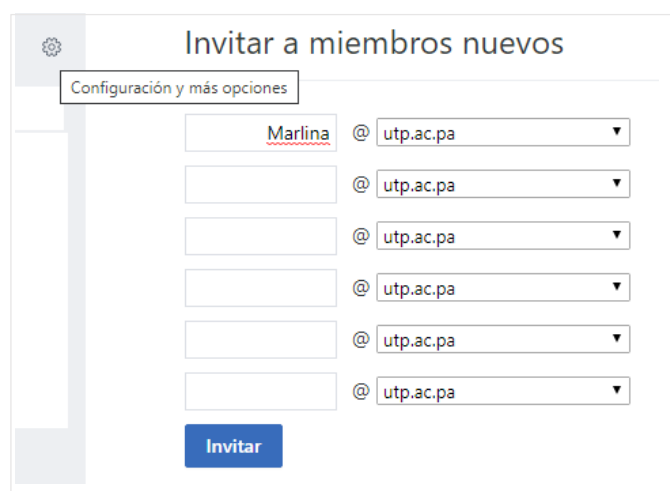 Invitar a miembros nuevos
Configuración y más opciones
Marlina @ utp.ac.pa
@ utp.ac.pa
@ utp.ac.pa
@ utp.ac.pa
@ utp.ac.pa
@ utp.ac.pa
Invitar